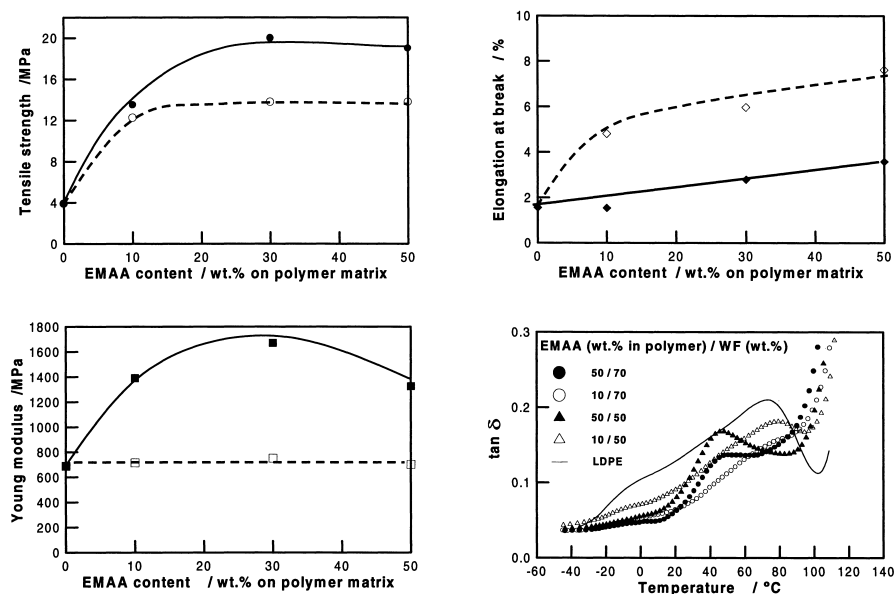 Tensile strength /MPa
20
16
12
8
4
0
0 10 20 30 40 50
EMAA content / wt.% on polymer matrix
Elongation at break / %
10
8
6
4
2
0
0 10 20 30 40 50
EMAA content / wt.% on polymer matrix
Young modulus /MPa
1800
1600
1400
1200
1000
800
600
400
200
0
0 10 20 30 40 50
EMAA content / wt.% on polymer matrix
tan δ
0.3
0.2
0.1
0.0
EMAA (wt.% in polymer) / WF (wt.%)
50 / 70
10 / 70
50 / 50
10 / 50
LDPE
-60 -40 -20 0 20 40 60 80 100 120 140
Temperature / ºC